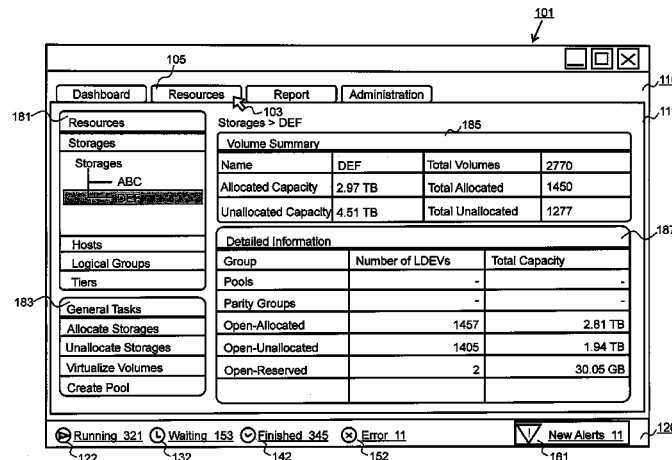 101
105
Dashboard Resources Report Administration
103
181
Resources
Storages
Storages
ABC
DEF
Hosts
Logical Groups
Tiers
183
General Tasks
Allocate Storages
Unallocate Storages
Virtualize Volumes
Create Pool
Storages > DEF
185
Volume Summary
Name DEF Total Volumes 2770
Allocated Capacity 2.97 TB Total Allocated 1450
Unallocated Capacity 4.51 TB Total Unallocated 1277
187
Detailed Information
Group Number of LDEVs Total Capacity
Pools - -
Parity Groups - -
Open-Allocated 1457 2.81 TB
Open-Unallocated 1405 1.94 TB
Open-Reserved 2 30.05 GB
Running 321 Waiting 153 Finished 345 Error 11 New Alerts 11
122 132 142 152 161